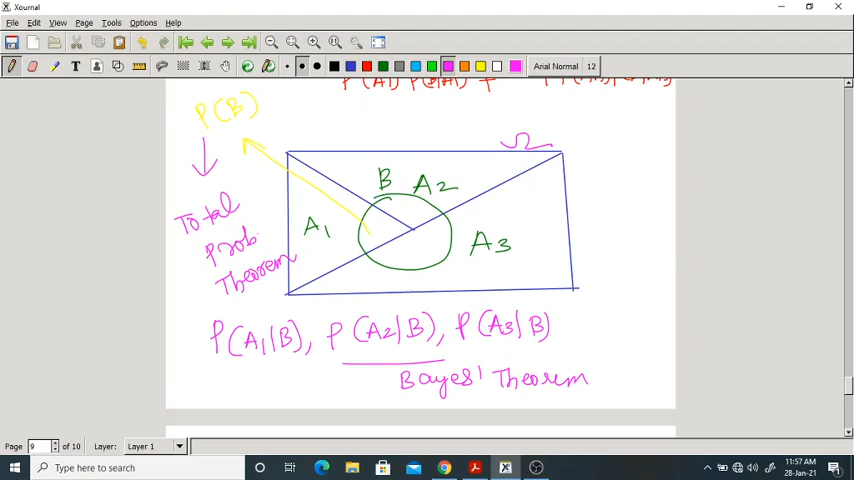 Xournal
File Edit View Page Tools Options Help
Arial Normal 12
P(B)
Ω
B A2
A1
A3
Total
Prob.
Theorem
P(A1|B), P(A2|B), P(A3|B)
Bayes' Theorem
Page 9 of 10 Layer: Layer 1
Type here to search
11:57 AM
28-Jan-21